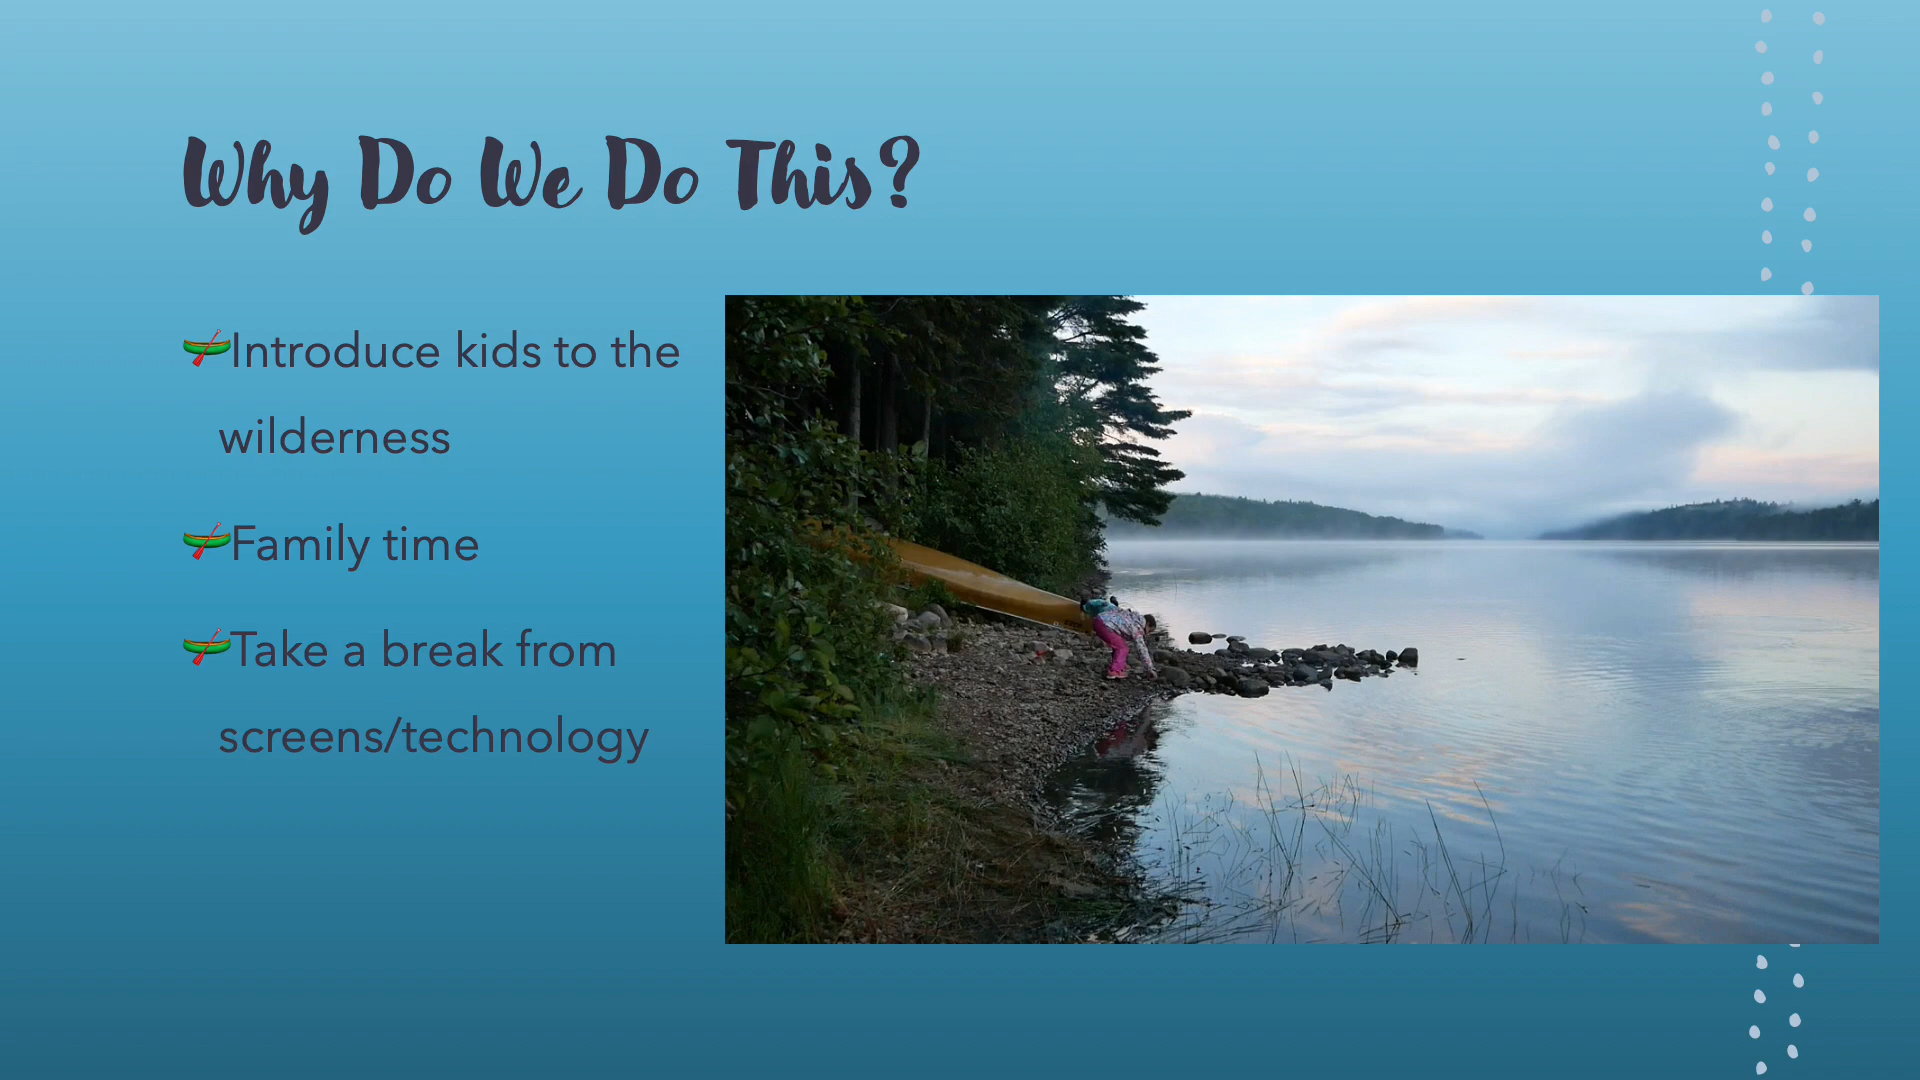 Why Do We Do This?
Introduce kids to the
wilderness
Family time
Take a break from
screens/technology